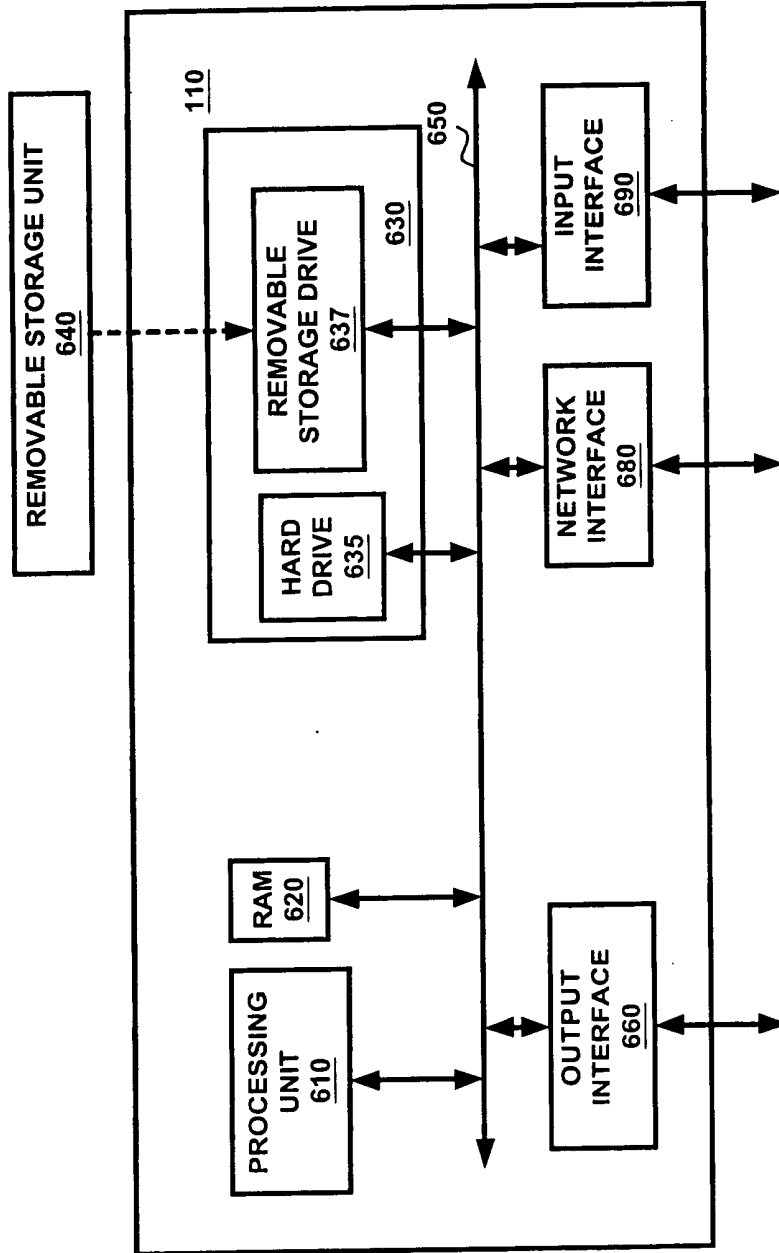 REMOVABLE STORAGE UNIT
640
110
PROCESSING
UNIT
610
RAM
620
HARD
DRIVE
635
REMOVABLE
STORAGE DRIVE
637
630
650
OUTPUT
INTERFACE
660
NETWORK
INTERFACE
680
INPUT
INTERFACE
690